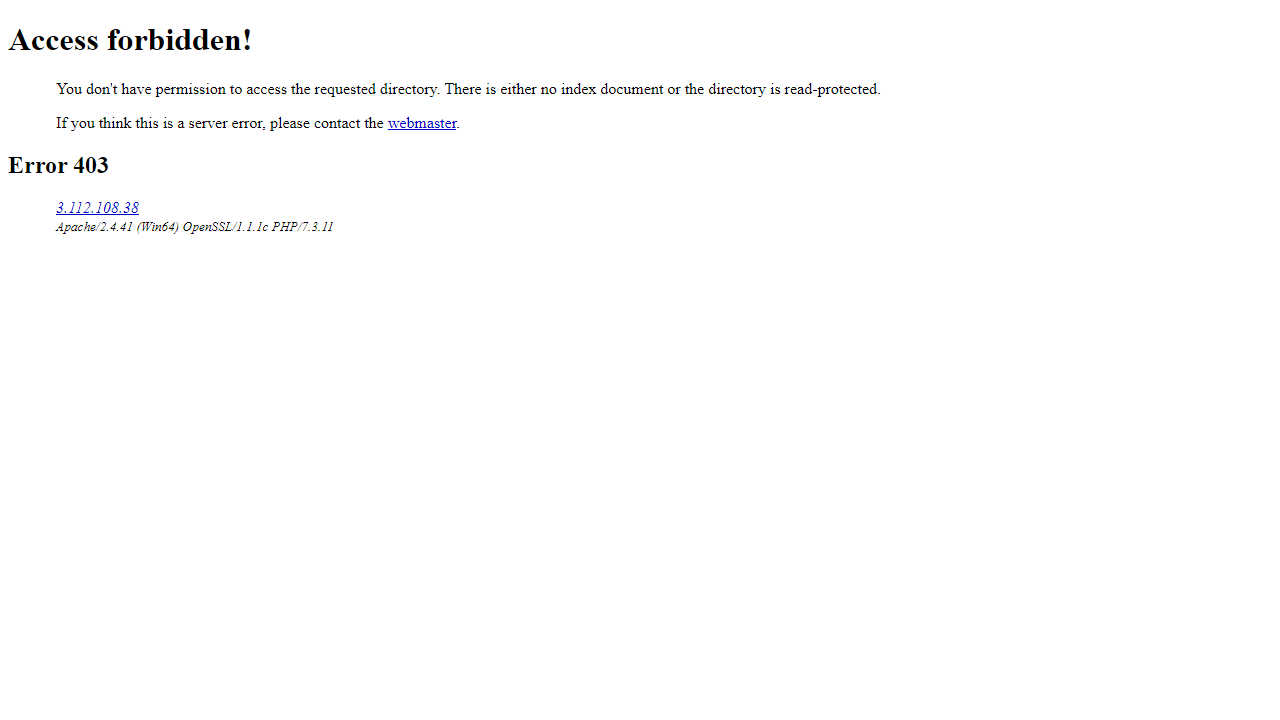 Access forbidden!
You don't have permission to access the requested directory. There is either no index document or the directory is read-protected.
If you think this is a server error, please contact the webmaster.
Error 403
3.112.108.38
Apache/2.4.41 (Win64) OpenSSL/1.1.1c PHP/7.3.11